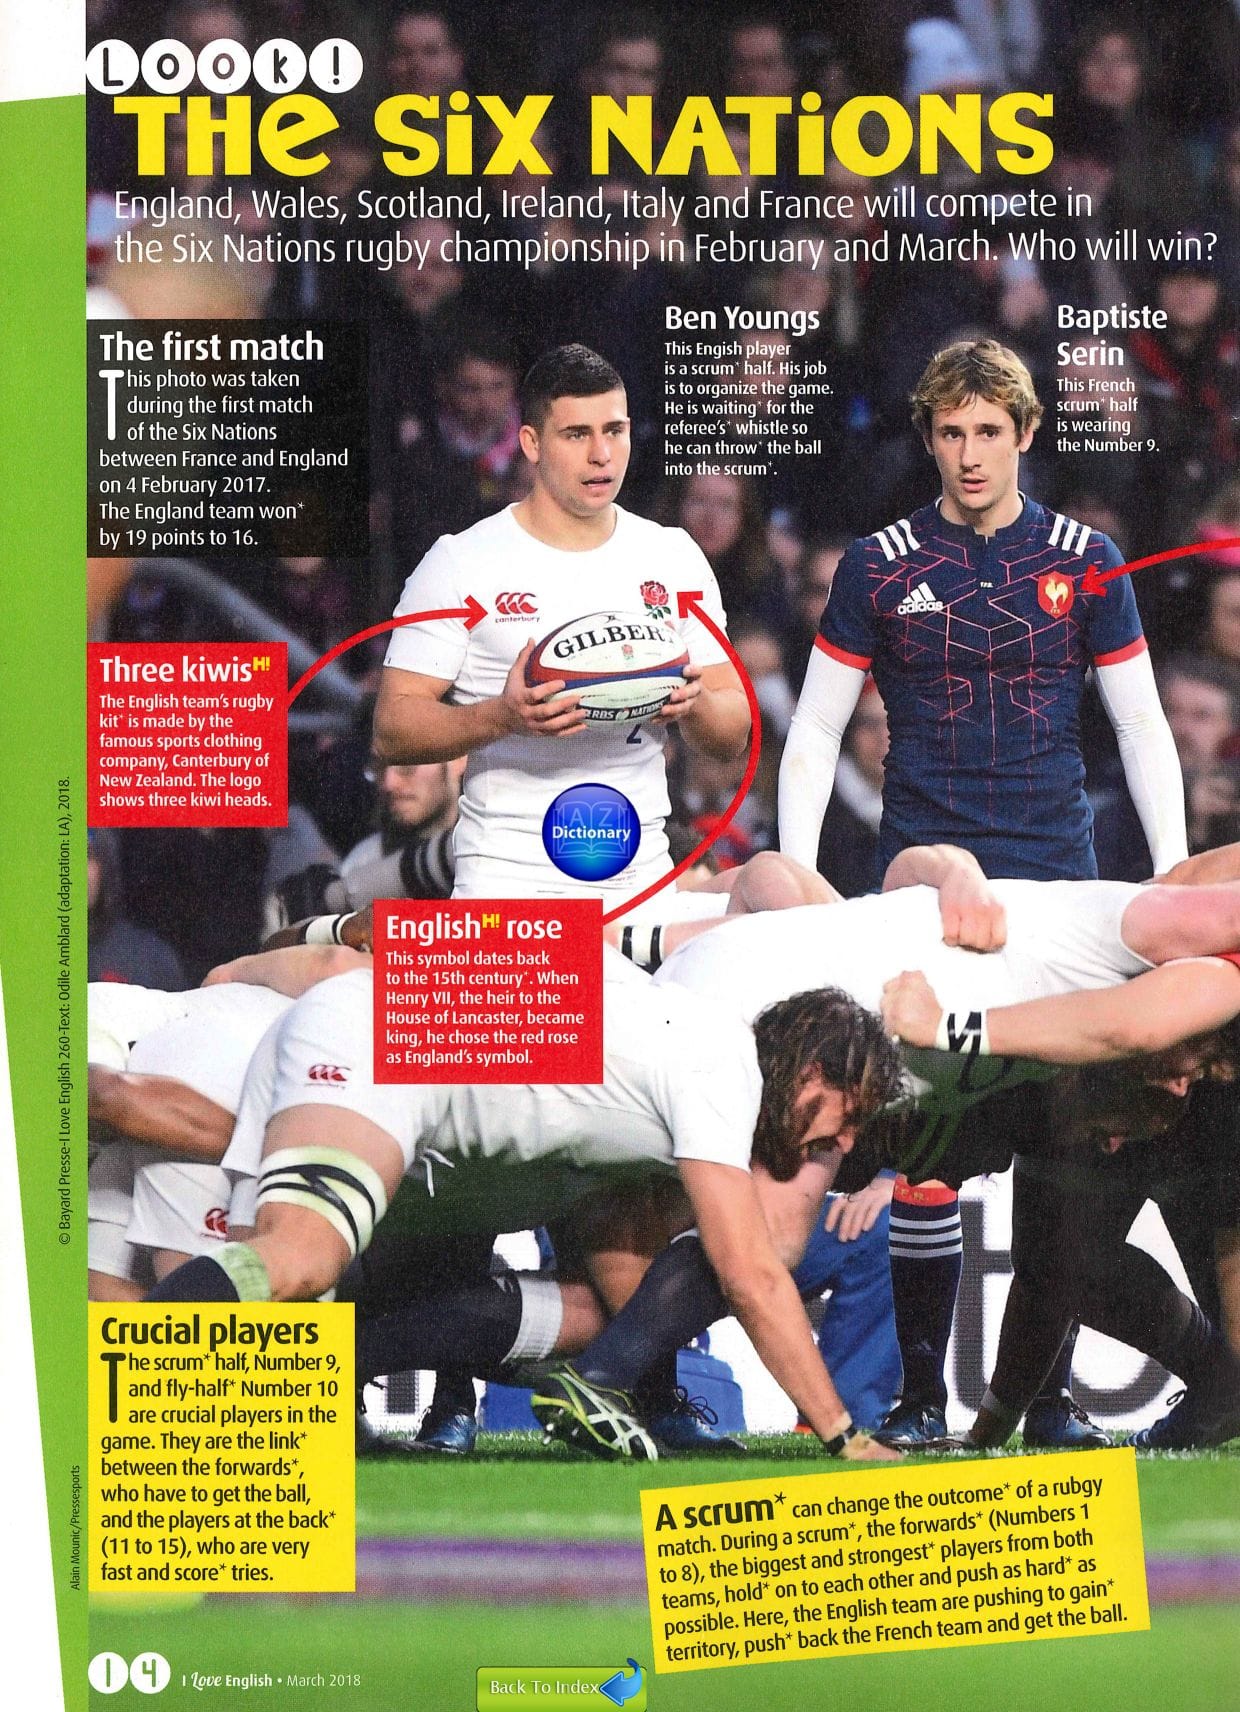 LOOK!
THe SiX NATiONS
England, Wales, Scotland, Ireland, Italy and France will compete in
the Six Nations rugby championship in February and March. Who will win?
The first match
This photo was taken
during the first match
of the Six Nations
between France and England
on 4 February 2017.
The England team won*
by 19 points to 16.
Ben Youngs
This Engish player
is a scrum* half. His job
is to organize the game.
He is waiting* for the
referee's* whistle so
he can throw* the ball
into the scrum*.
Baptiste
Serin
This French
scrum* half
is wearing
the Number 9.
canterbury
GILBER
RBS NATIONS
2
adidas
F.F.R.
Three kiwisH!
The English team's rugby
kit* is made by the
famous sports clothing
company, Canterbury of
New Zealand. The logo
shows three kiwi heads.
A Z
Dictionary
EnglishH! rose
This symbol dates back
to the 15th century*. When
Henry VII, the heir to the
House of Lancaster, became
king, he chose the red rose
as England's symbol.
Crucial players
The scrum* half, Number 9,
and fly-half* Number 10
are crucial players in the
game. They are the link*
between the forwards*,
who have to get the ball,
and the players at the back*
(11 to 15), who are very
fast and score* tries.
A scrum* can change the outcome* of a rubgy
match. During a scrum*, the forwards* (Numbers 1
to 8), the biggest and strongest* players from both
teams, hold* on to each other and push as hard* as
possible. Here, the English team are pushing to gain*
territory, push* back the French team and get the ball.
© Bayard Presse-I Love English 260-Text: Odile Amblard (adaptation: LA), 2018.
Alain Mounic/Pressesports
14 I Love English • March 2018
Back To Index